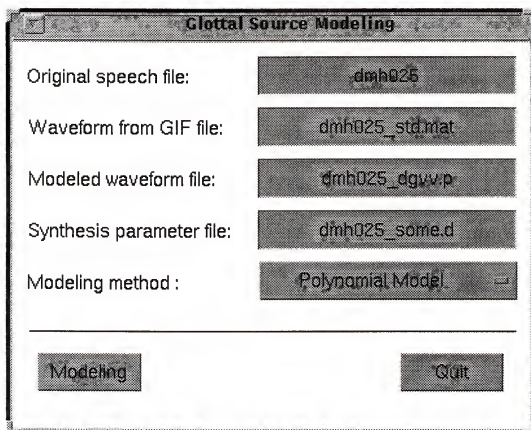 Glottal Source Modeling
Original speech file: dmh025
Waveform from GIF file: dmh025_std.mat
Modeled waveform file: dmh025_dgvv.p
Synthesis parameter file: dmh025_some.d
Modeling method : Polynomial Model
Modeling Quit